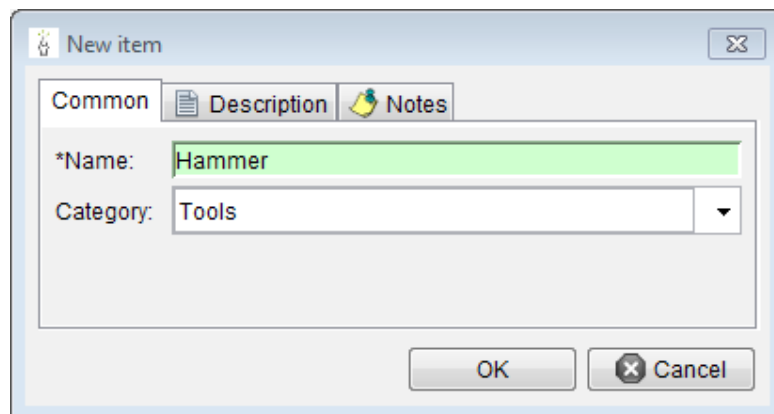 New item
Common Description Notes
*Name: Hammer
Category: Tools
OK Cancel